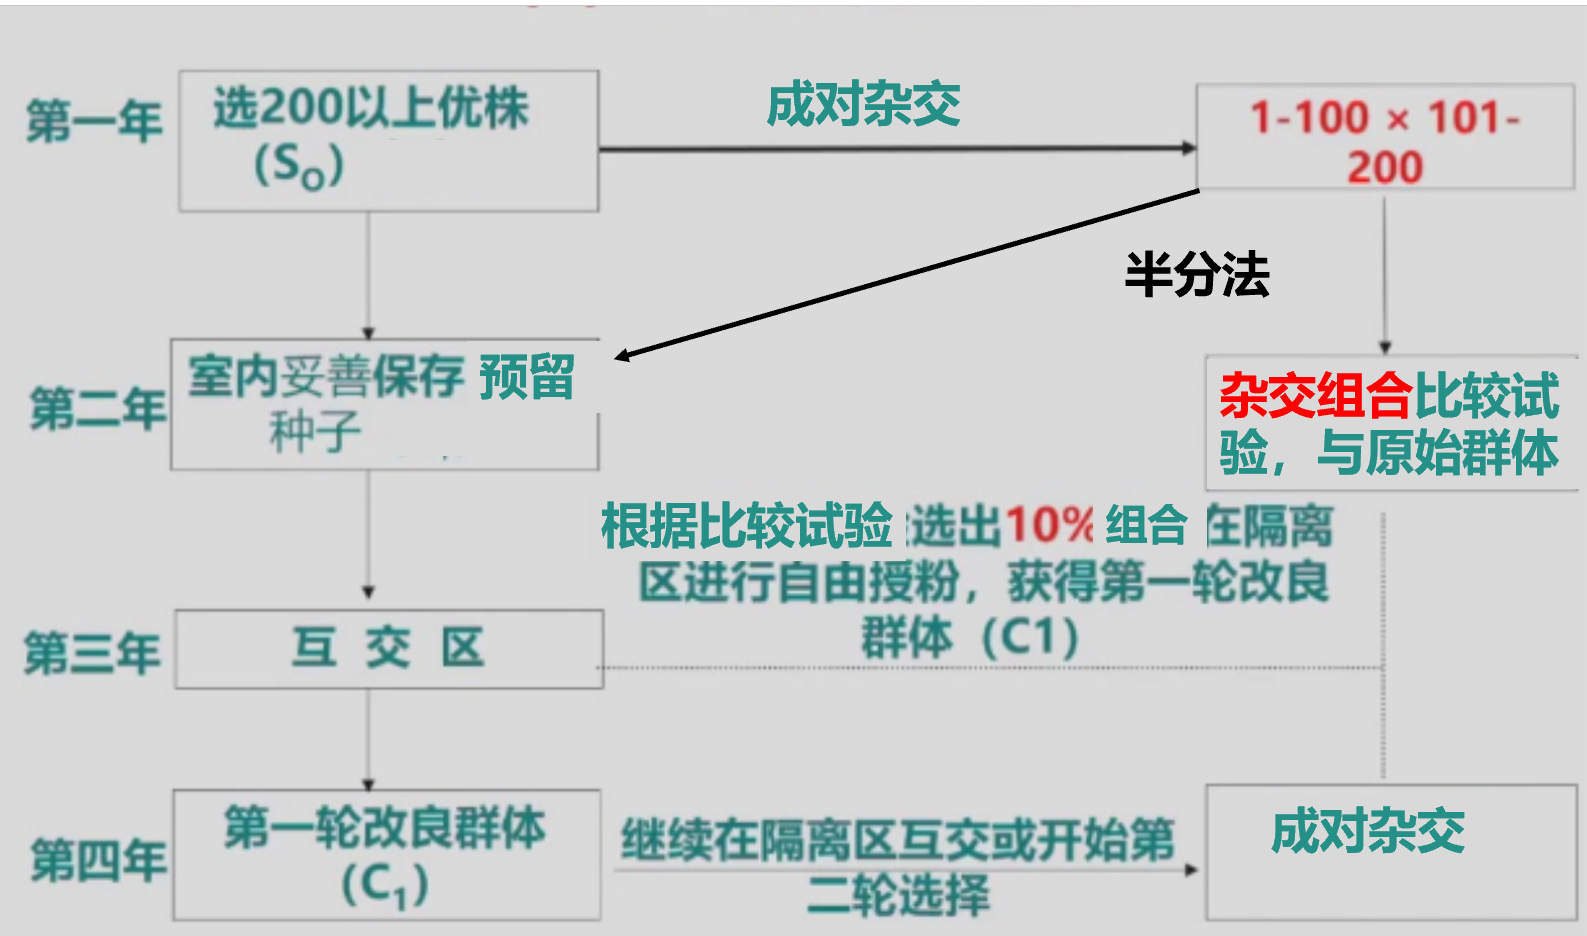 第一年
选200以上优株
（S₀）
成对杂交
1-100 × 101-
200
半分法
第二年
室内妥善保存 预留
种子
杂交组合比较试
验，与原始群体
根据比较试验 选出10% 组合 在隔离
区进行自由授粉，获得第一轮改良
群体（C1）
第三年
互 交 区
第四年
第一轮改良群体
（C₁）
继续在隔离区互交或开始第
二轮选择
成对杂交